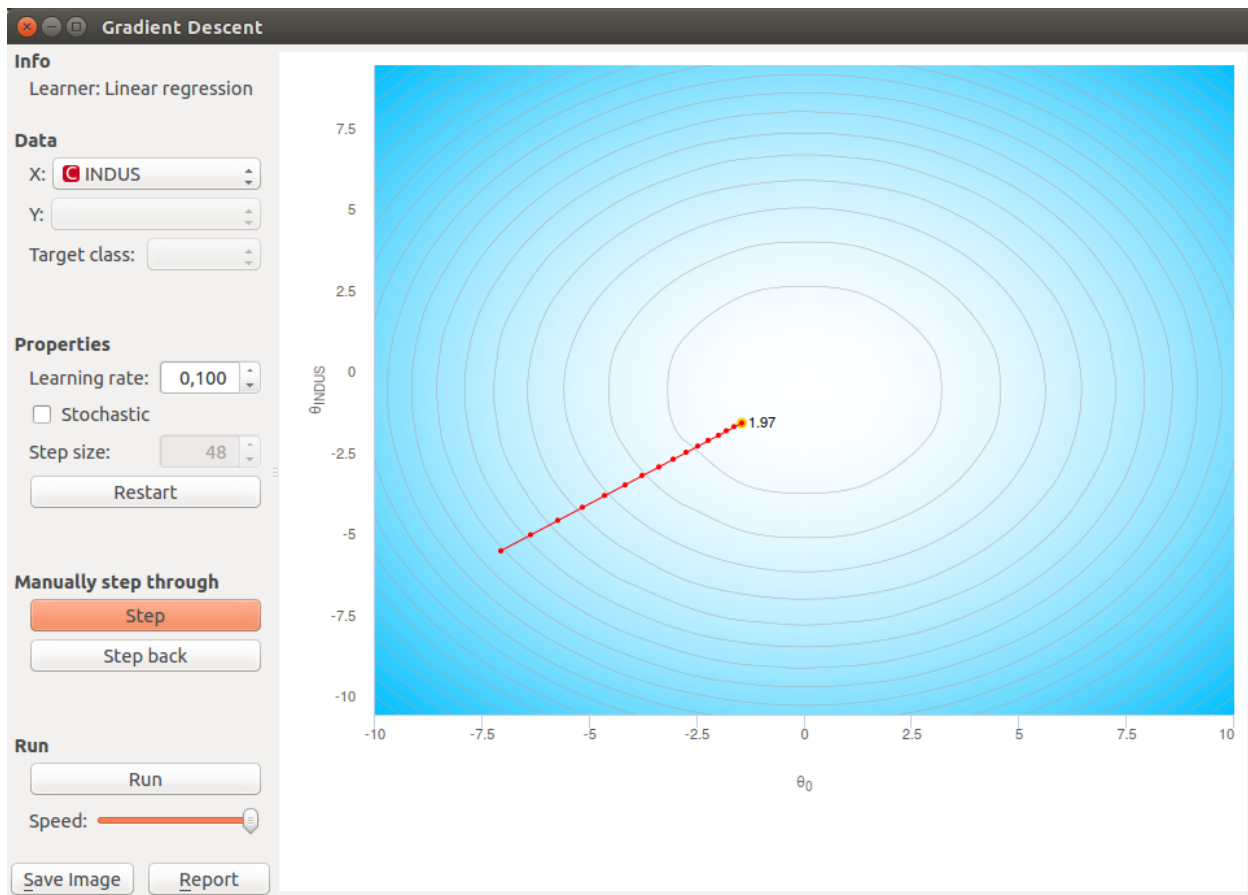 Gradient Descent
Info
Learner: Linear regression
Data
X: C INDUS
Y:
Target class:
Properties
Learning rate: 0,100
Stochastic
Step size: 48
Restart
Manually step through
Step
Step back
Run
Run
Speed:
Save Image Report
7.5
5
2.5
0
-2.5
-5
-7.5
-10
θINDUS
1.97
-10 -7.5 -5 -2.5 0 2.5 5 7.5 10
θ0